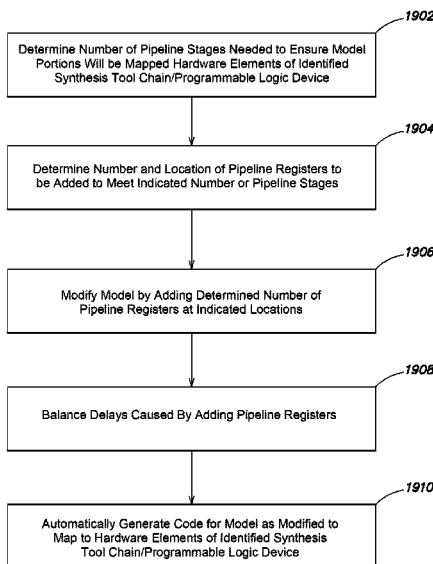 1902
Determine Number of Pipeline Stages Needed to Ensure Model
Portions Will be Mapped Hardware Elements of Identified
Synthesis Tool Chain/Programmable Logic Device
1904
Determine Number and Location of Pipeline Registers to
be Added to Meet Indicated Number or Pipeline Stages
1906
Modify Model by Adding Determined Number of
Pipeline Registers at Indicated Locations
1908
Balance Delays Caused By Adding Pipeline Registers
1910
Automatically Generate Code for Model as Modified to
Map to Hardware Elements of Identified Synthesis
Tool Chain/Programmable Logic Device